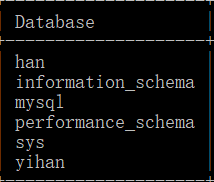 Database
han
information_schema
mysql
performance_schema
sys
yihan